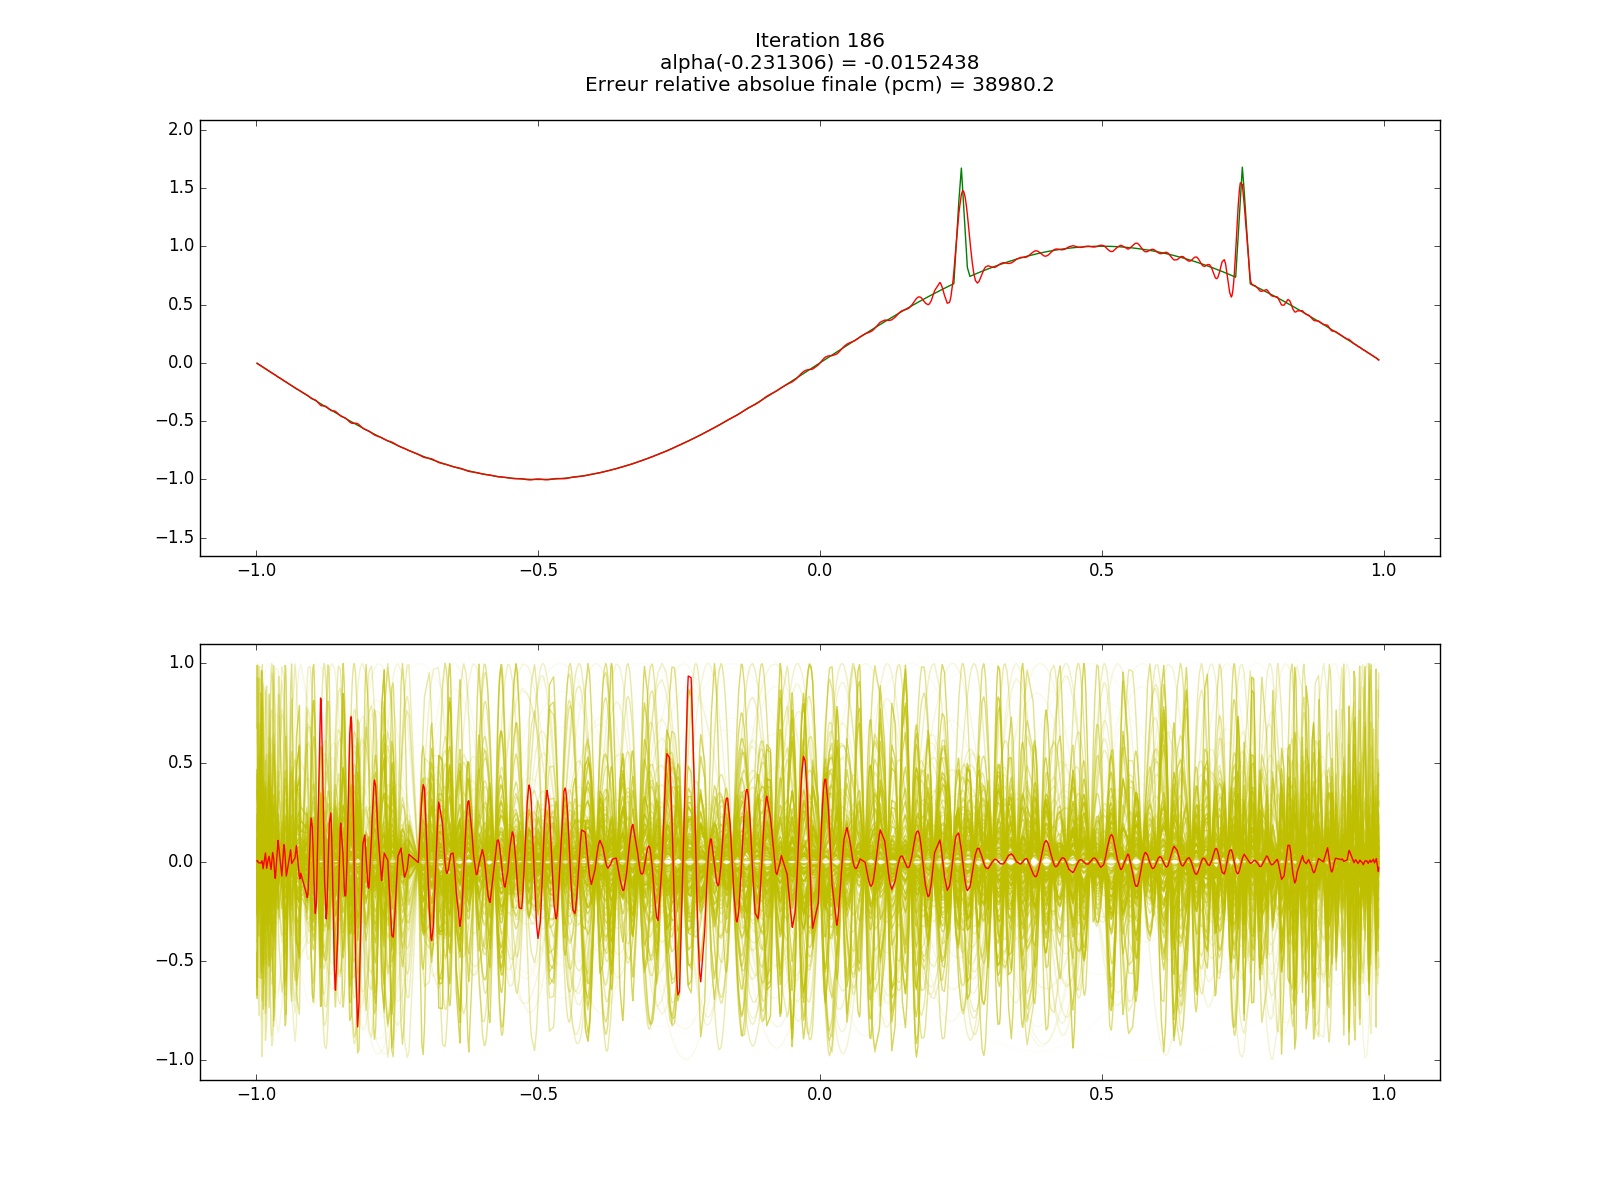 Iteration 186
alpha(-0.231306) = -0.0152438
Erreur relative absolue finale (pcm) = 38980.2
2.0
1.5
1.0
0.5
0.0
−0.5
−1.0
−1.5
−1.0 −0.5 0.0 0.5 1.0
1.0
0.5
0.0
−0.5
−1.0
−1.0 −0.5 0.0 0.5 1.0